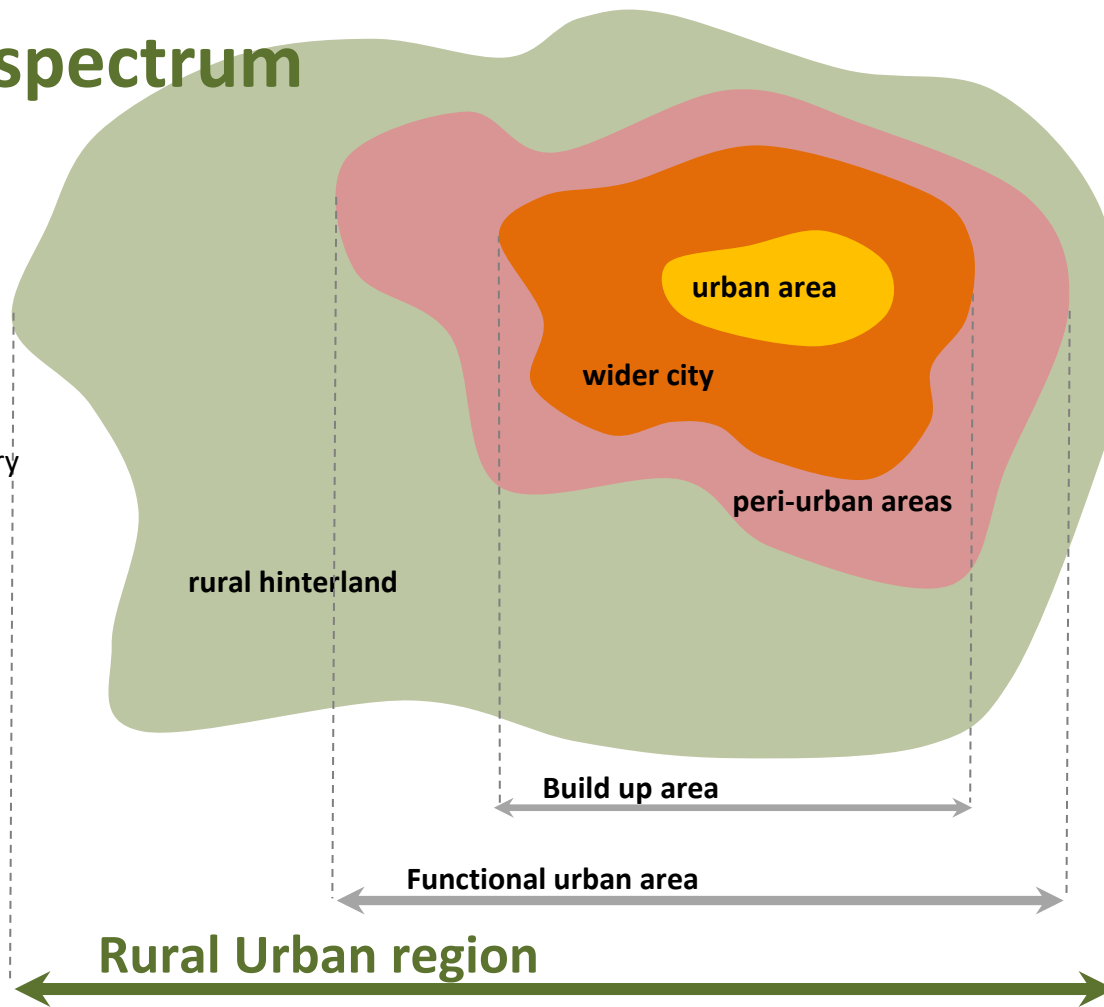 spectrum
urban area
wider city
ry
peri-urban areas
rural hinterland
Build up area
Functional urban area
Rural Urban region